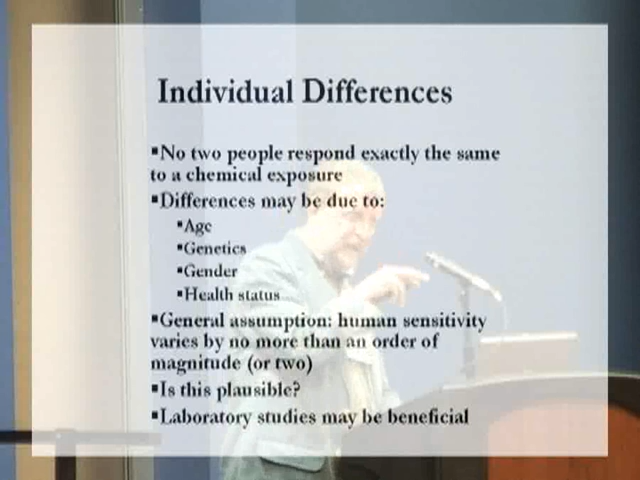 Individual Differences
▪No two people respond exactly the same
to a chemical exposure
▪Differences may be due to:
▪Age
▪Genetics
▪Gender
▪Health status
▪General assumption: human sensitivity
varies by no more than an order of
magnitude (or two)
▪Is this plausible?
▪Laboratory studies may be beneficial